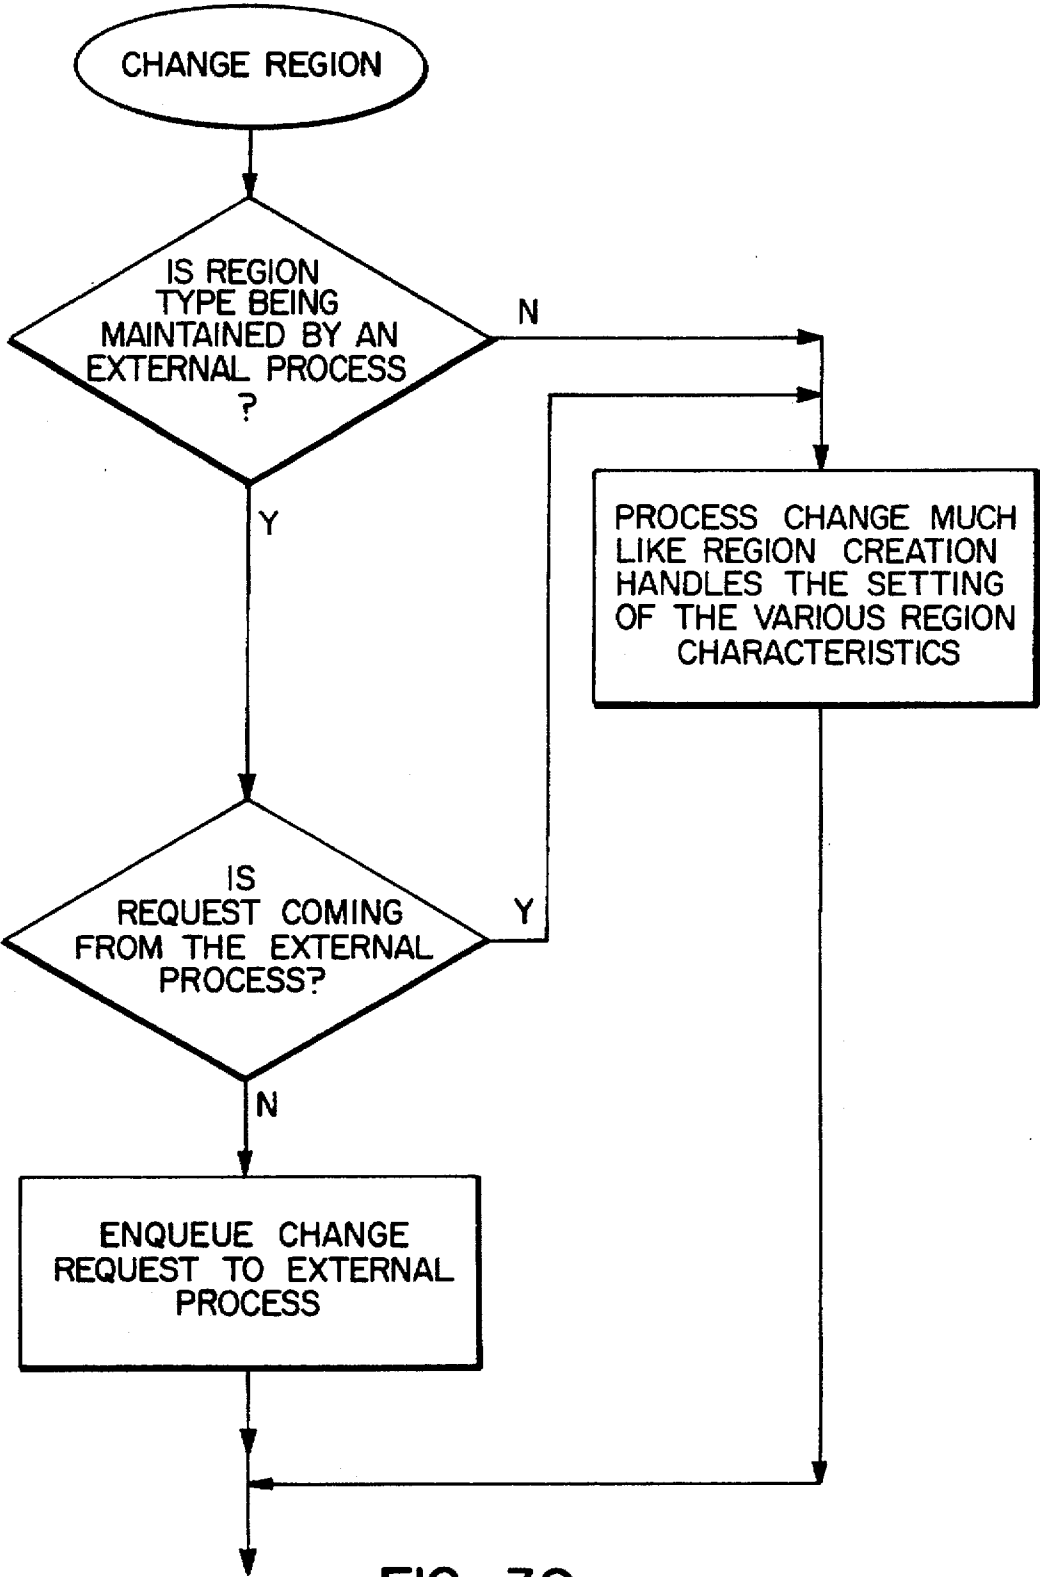 CHANGE REGION
IS REGION
TYPE BEING
MAINTAINED BY AN
EXTERNAL PROCESS
?
N
Y
PROCESS CHANGE MUCH
LIKE REGION CREATION
HANDLES THE SETTING
OF THE VARIOUS REGION
CHARACTERISTICS
IS
REQUEST COMING
FROM THE EXTERNAL
PROCESS?
Y
N
ENQUEUE CHANGE
REQUEST TO EXTERNAL
PROCESS
FIG.